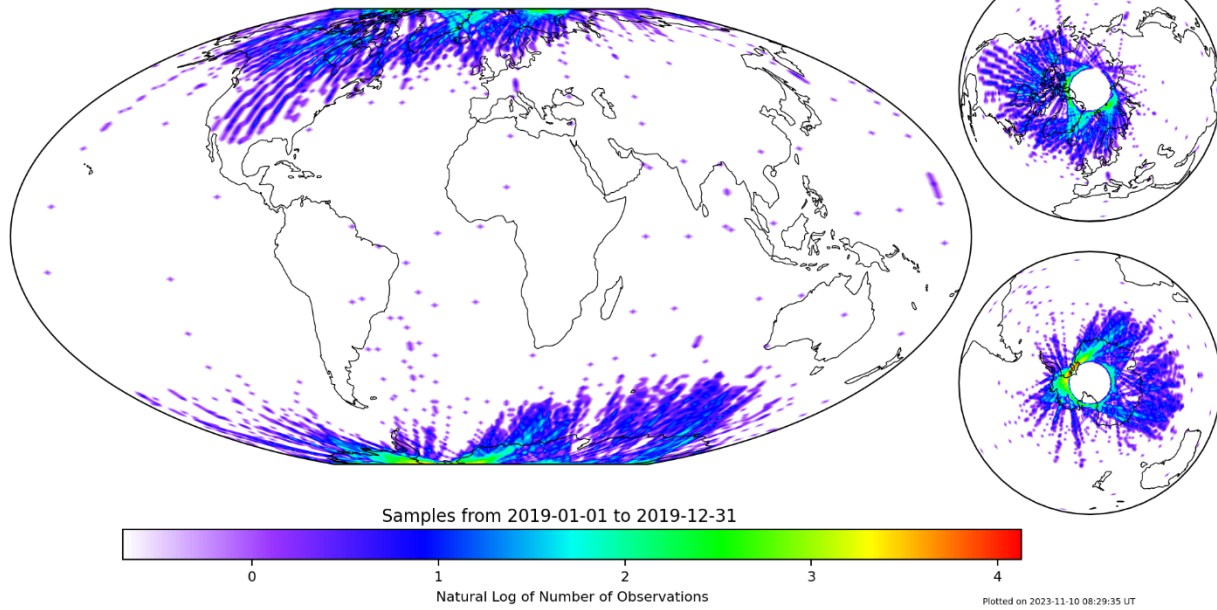 Samples from 2019-01-01 to 2019-12-31
0 1 2 3 4
Natural Log of Number of Observations
Plotted on 2023-11-10 08:29:35 UT